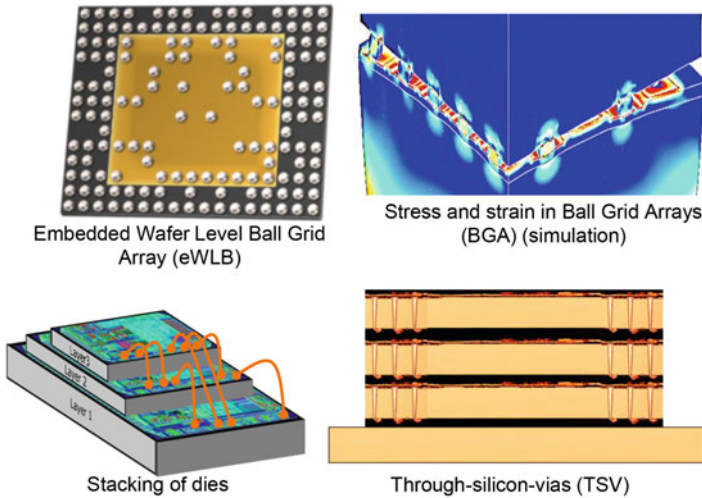 Embedded Wafer Level Ball Grid
Array (eWLB)
Stress and strain in Ball Grid Arrays
(BGA) (simulation)
Layer3
Layer 2
Layer 1
Stacking of dies
Through-silicon-vias (TSV)